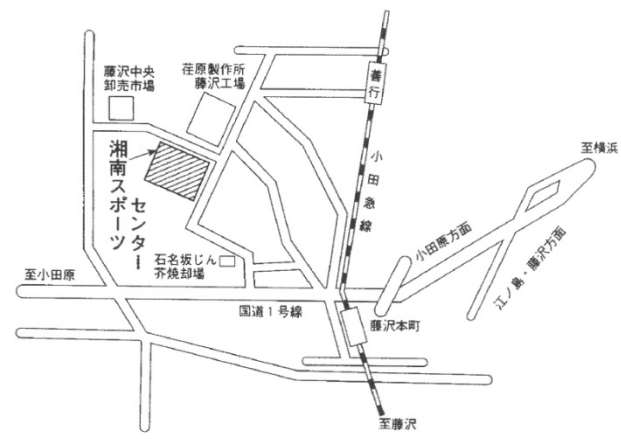 藤沢中央
卸売市場
荏原製作所
藤沢工場
善行
小田急線
至横浜
湘南スポーツ
センター
小田原方面
江ノ島・藤沢方面
石名坂じん
芥焼却場
至小田原
国道1号線
藤沢本町
至藤沢